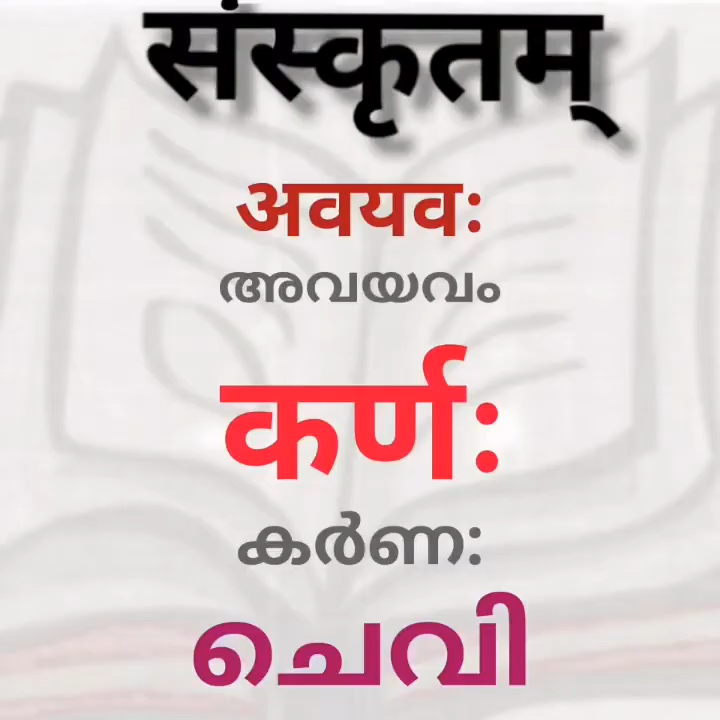 संस्कृतम्
अवयवः
അവയവം
कर्णः
കർണ:
ചെവി